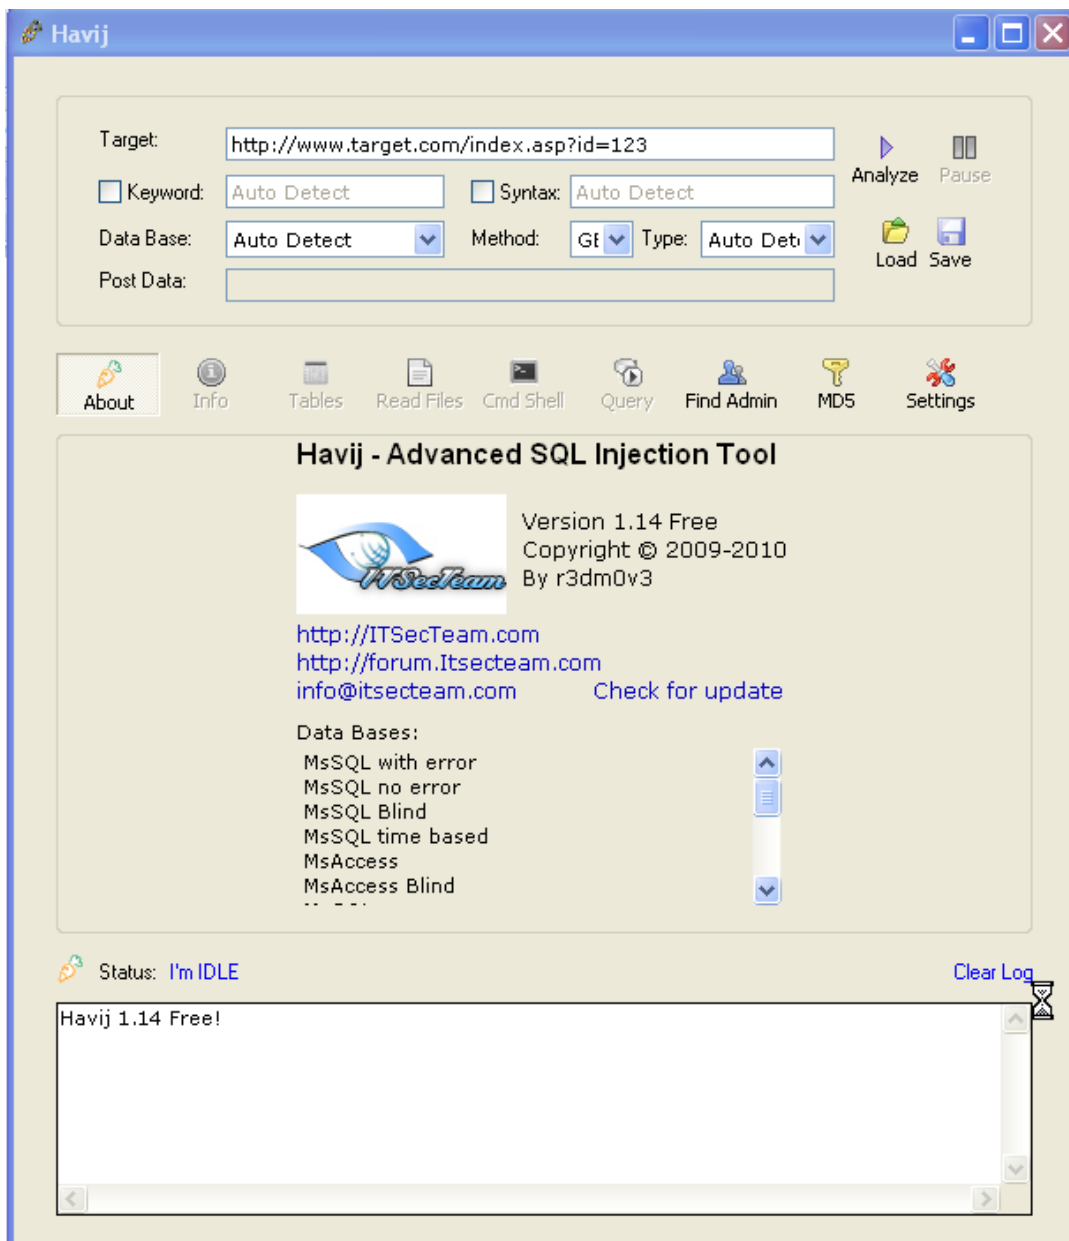 Havij
Target: http://www.target.com/index.asp?id=123
Analyze Pause
Keyword: Auto Detect Syntax: Auto Detect
Data Base: Auto Detect Method: GE Type: Auto Det
Load Save
Post Data:
About Info Tables Read Files Cmd Shell Query Find Admin MD5 Settings
Havij - Advanced SQL Injection Tool
ITSecTeam
Version 1.14 Free
Copyright © 2009-2010
By r3dm0v3
http://ITSecTeam.com
http://forum.Itsecteam.com
info@itsecteam.com Check for update
Data Bases:
MsSQL with error
MsSQL no error
MsSQL Blind
MsSQL time based
MsAccess
MsAccess Blind
Status: I'm IDLE Clear Log
Havij 1.14 Free!